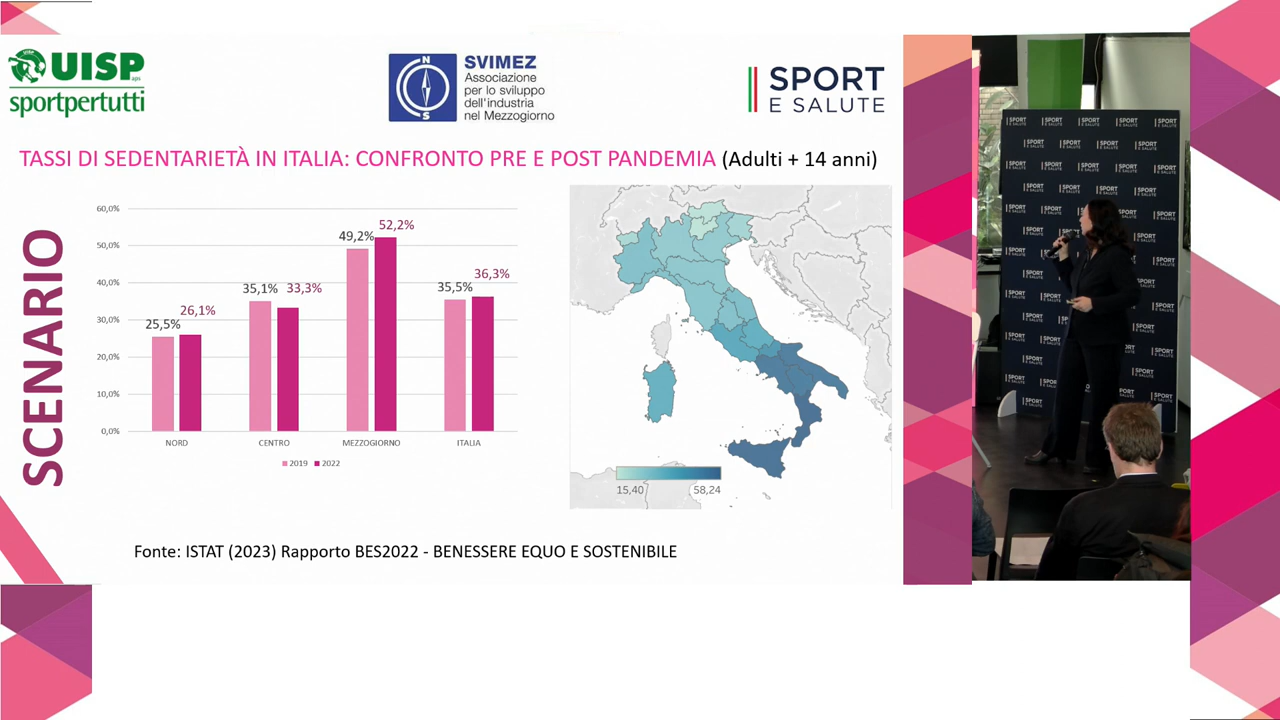 UISP
aps
sportpertutti
N
S
SVIMEZ
Associazione
per lo sviluppo
dell'industria
nel Mezzogiorno
SPORT
E SALUTE
TASSI DI SEDENTARIETÀ IN ITALIA: CONFRONTO PRE E POST PANDEMIA (Adulti + 14 anni)
SCENARIO
60,0%
50,0%
40,0%
30,0%
20,0%
10,0%
0,0%
25,5%
26,1%
35,1%
33,3%
49,2%
52,2%
35,5%
36,3%
NORD
CENTRO
MEZZOGIORNO
ITALIA
2019
2022
15,40
58,24
Fonte: ISTAT (2023) Rapporto BES2022 - BENESSERE EQUO E SOSTENIBILE
SPORT
E SALUTE